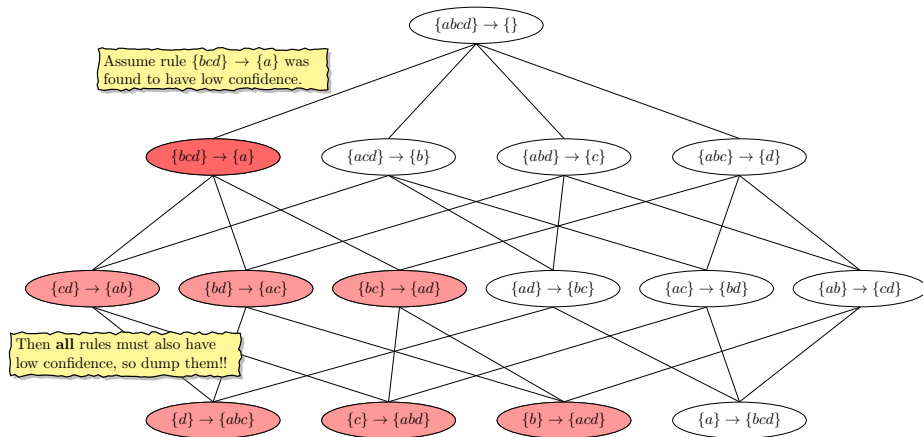 {abcd} → {}
Assume rule {bcd} → {a} was
found to have low confidence.
{bcd} → {a}
{acd} → {b}
{abd} → {c}
{abc} → {d}
{cd} → {ab}
{bd} → {ac}
{bc} → {ad}
{ad} → {bc}
{ac} → {bd}
{ab} → {cd}
Then all rules must also have
low confidence, so dump them!!
{d} → {abc}
{c} → {abd}
{b} → {acd}
{a} → {bcd}